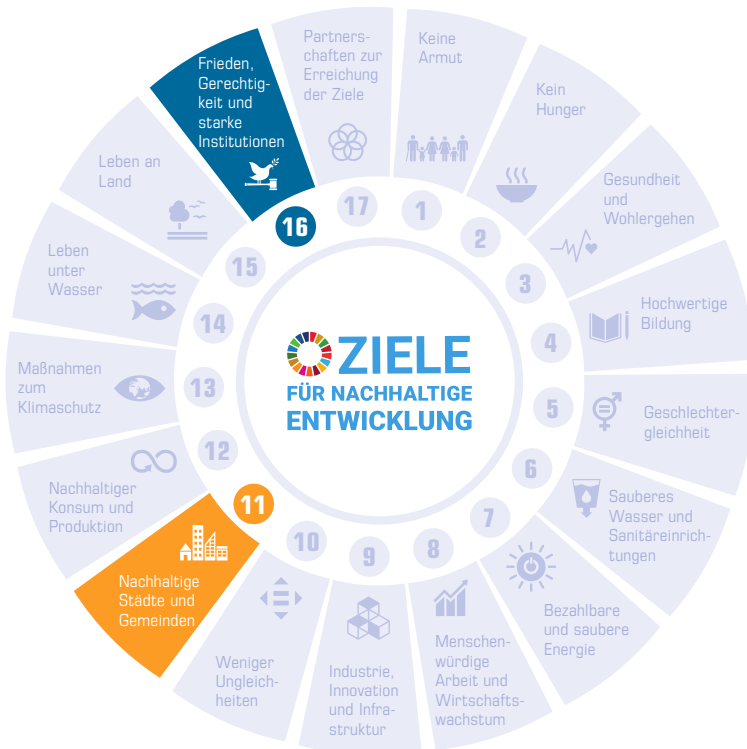 ZIELE
FÜR NACHHALTIGE
ENTWICKLUNG
1
Keine
Armut
2
Kein
Hunger
3
Gesundheit
und
Wohlergehen
4
Hochwertige
Bildung
5
Geschlechter-
gleichheit
6
Sauberes
Wasser und
Sanitäreinrich-
tungen
7
Bezahlbare
und saubere
Energie
8
Menschen-
würdige
Arbeit und
Wirtschafts-
wachstum
9
Industrie,
Innovation
und Infra-
struktur
10
Weniger
Ungleich-
heiten
11
Nachhaltige
Städte und
Gemeinden
12
Nachhaltiger
Konsum und
Produktion
13
Maßnahmen
zum
Klimaschutz
14
Leben
unter
Wasser
15
Leben an
Land
16
Frieden,
Gerechtig-
keit und
starke
Institutionen
17
Partners-
chaften zur
Erreichung
der Ziele